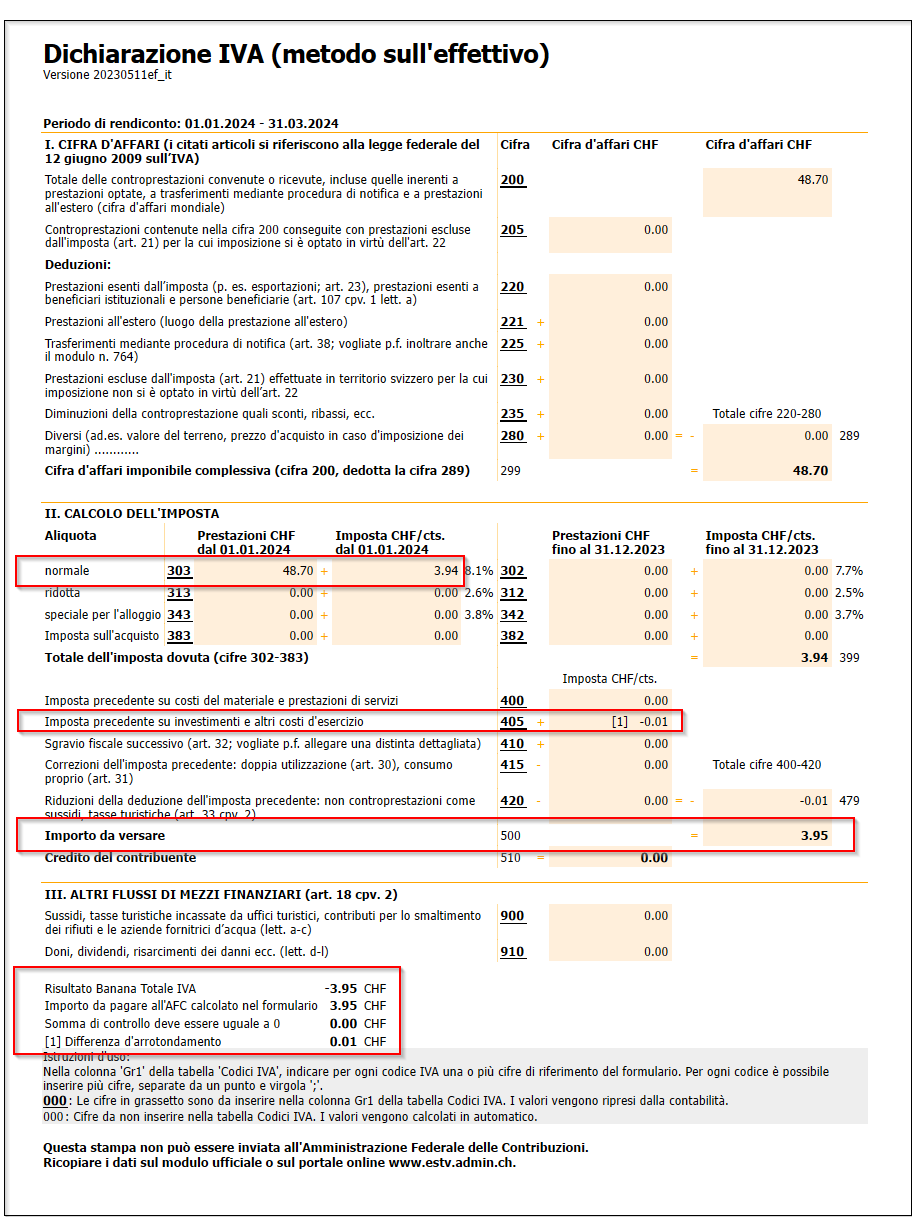 Dichiarazione IVA (metodo sull'effettivo)
Versione 20230511ef_it
Periodo di rendiconto: 01.01.2024 - 31.03.2024
I. CIFRA D'AFFARI (i citati articoli si riferiscono alla legge federale del Cifra Cifra d'affari CHF Cifra d'affari CHF
12 giugno 2009 sull'IVA)
Totale delle controprestazioni convenute o ricevute, incluse quelle inerenti a 200 48.70
prestazioni optate, a trasferimenti mediante procedura di notifica e a prestazioni
all'estero (cifra d'affari mondiale)
Controprestazioni contenute nella cifra 200 conseguite con prestazioni escluse 205 0.00
dall'imposta (art. 21) per la cui imposizione si è optato in virtù dell'art. 22
Deduzioni:
Prestazioni esenti dall’imposta (p. es. esportazioni; art. 23), prestazioni esenti a 220 0.00
beneficiari istituzionali e persone beneficiarie (art. 107 cpv. 1 lett. a)
Prestazioni all'estero (luogo della prestazione all'estero) 221 + 0.00
Trasferimenti mediante procedura di notifica (art. 38; vogliate p.f. inoltrare anche 225 + 0.00
il modulo n. 764)
Prestazioni escluse dall'imposta (art. 21) effettuate in territorio svizzero per la cui 230 + 0.00
imposizione non si è optato in virtù dell’art. 22
Diminuzioni della controprestazione quali sconti, ribassi, ecc. 235 + 0.00 Totale cifre 220-280
Diversi (ad.es. valore del terreno, prezzo d'acquisto in caso d'imposizione dei 280 + 0.00 = - 0.00 289
margini) ............
Cifra d'affari imponibile complessiva (cifra 200, dedotta la cifra 289) 299 = 48.70
II. CALCOLO DELL'IMPOSTA
Aliquota Prestazioni CHF Imposta CHF/cts. Prestazioni CHF Imposta CHF/cts.
dal 01.01.2024 dal 01.01.2024 fino al 31.12.2023 fino al 31.12.2023
normale 303 48.70 + 3.94 8.1% 302 0.00 + 0.00 7.7%
ridotta 313 0.00 + 0.00 2.6% 312 0.00 + 0.00 2.5%
speciale per l'alloggio 343 0.00 + 0.00 3.8% 342 0.00 + 0.00 3.7%
Imposta sull'acquisto 383 0.00 + 0.00 382 0.00 + 0.00
Totale dell'imposta dovuta (cifre 302-383) = 3.94 399
Imposta CHF/cts.
Imposta precedente su costi del materiale e prestazioni di servizi 400 0.00
Imposta precedente su investimenti e altri costi d'esercizio 405 + [1] -0.01
Sgravio fiscale successivo (art. 32; vogliate p.f. allegare una distinta dettagliata) 410 + 0.00
Correzioni dell'imposta precedente: doppia utilizzazione (art. 30), consumo 415 - 0.00 Totale cifre 400-420
proprio (art. 31)
Riduzioni della deduzione dell'imposta precedente: non controprestazioni come 420 - 0.00 = - -0.01 479
sussidi, tasse turistiche (art. 33 cpv. 2)
Importo da versare 500 = 3.95
Credito del contribuente 510 = 0.00
III. ALTRI FLUSSI DI MEZZI FINANZIARI (art. 18 cpv. 2)
Sussidi, tasse turistiche incassate da uffici turistici, contributi per lo smaltimento 900 0.00
dei rifiuti e le aziende fornitrici d’acqua (lett. a-c)
Doni, dividendi, risarcimenti dei danni ecc. (lett. d-l) 910 0.00
Risultato Banana Totale IVA -3.95 CHF
Importo da pagare all'AFC calcolato nel formulario 3.95 CHF
Somma di controllo deve essere uguale a 0 0.00 CHF
[1] Differenza d'arrotondamento 0.01 CHF
Istruzioni d'uso:
Nella colonna 'Gr1' della tabella 'Codici IVA', indicare per ogni codice IVA una o più cifre di riferimento del formulario. Per ogni codice è possibile
inserire più cifre, separate da un punto e virgola ';'.
000: Le cifre in grassetto sono da inserire nella colonna Gr1 della tabella Codici IVA. I valori vengono ripresi dalla contabilità.
000: Cifre da non inserire nella tabella Codici IVA. I valori vengono calcolati in automatico.
Questa stampa non può essere inviata all'Amministrazione Federale delle Contribuzioni.
Ricopiare i dati sul modulo ufficiale o sul portale online www.estv.admin.ch.